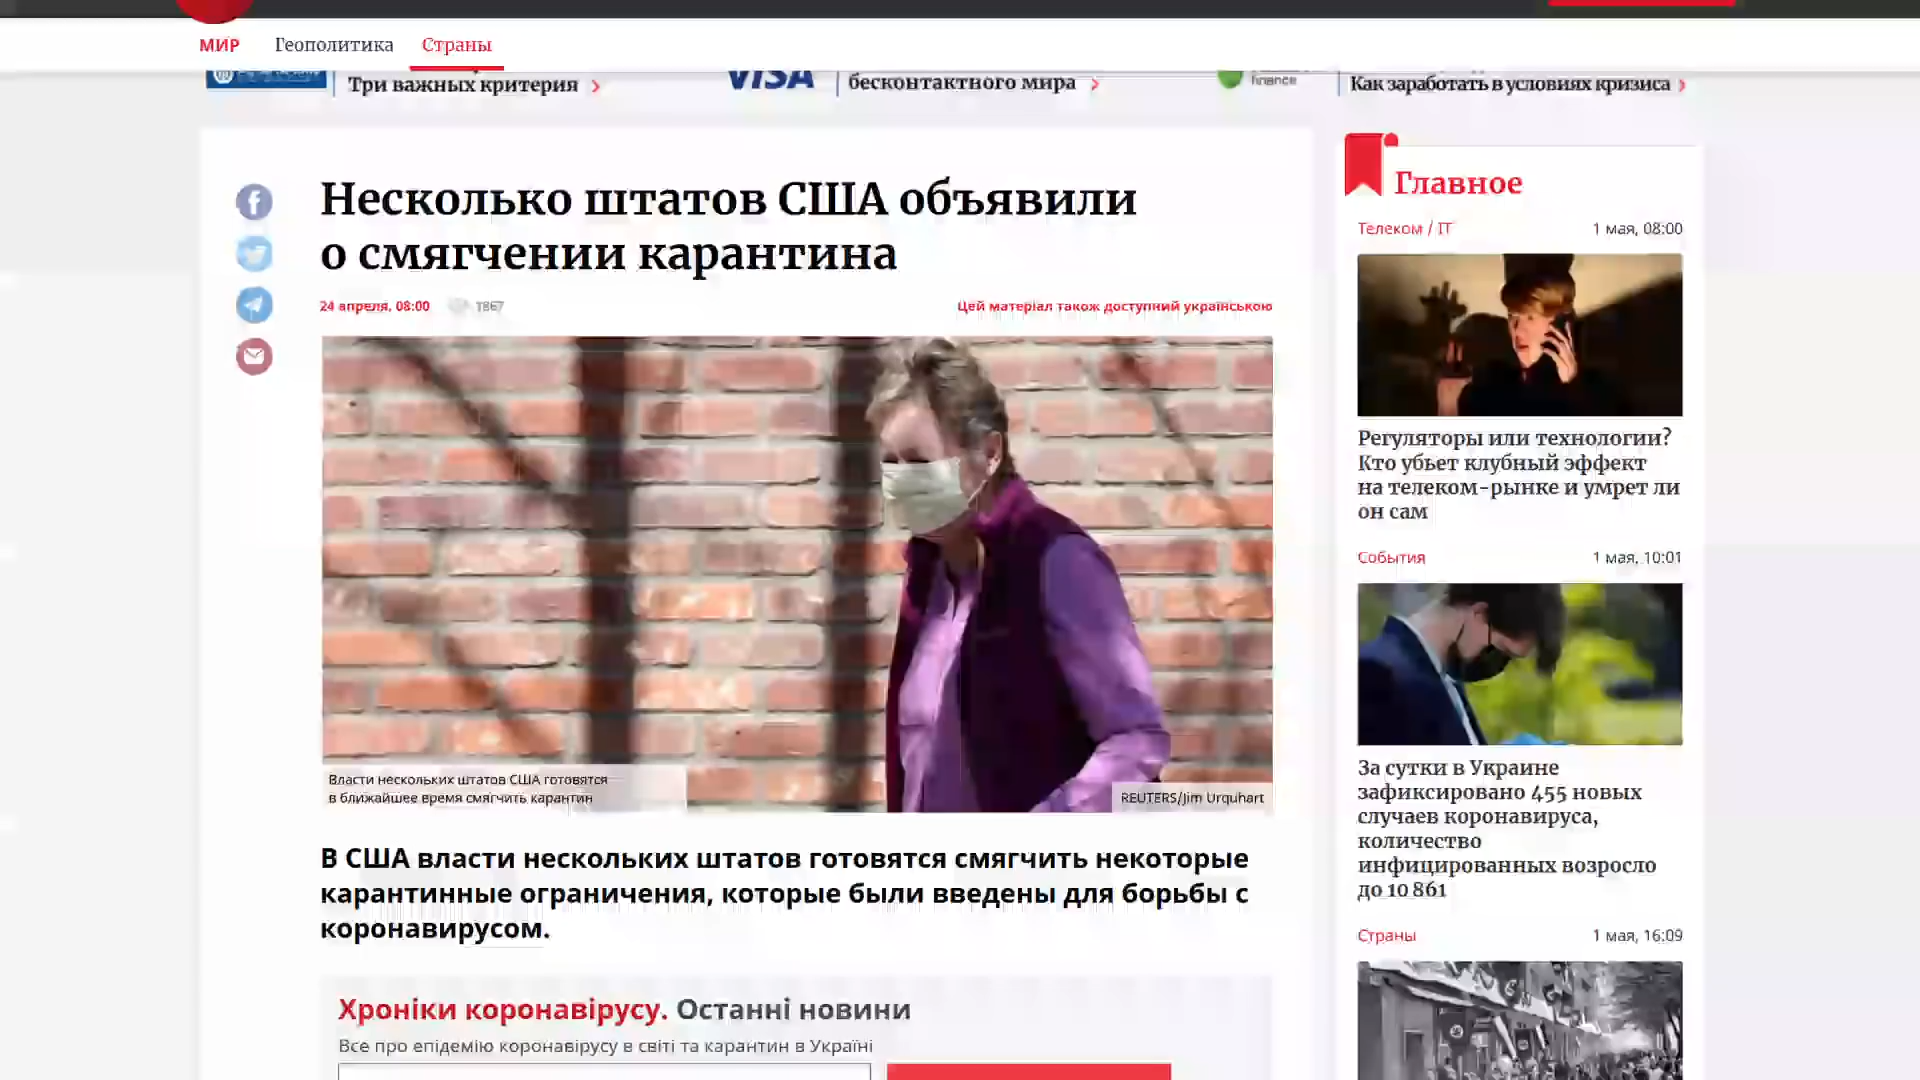 МИР Геополитика Страны
Три важных критерия
VISA
бесконтактного мира
finance
Как заработать в условиях кризиса
Несколько штатов США объявили
о смягчении карантина
24 апреля, 08:00 1867 Цей матеріал також доступний українською
Власти нескольких штатов США готовятся
в ближайшее время смягчить карантин
REUTERS/Jim Urquhart
В США власти нескольких штатов готовятся смягчить некоторые
карантинные ограничения, которые были введены для борьбы с
коронавирусом.
Хроніки коронавірусу. Останні новини
Все про епідемію коронавірусу в світі та карантин в Україні
Главное
Телеком / IT 1 мая, 08:00
Регуляторы или технологии?
Кто убьет клубный эффект
на телеком-рынке и умрет ли
он сам
События 1 мая, 10:01
За сутки в Украине
зафиксировано 455 новых
случаев коронавируса,
количество
инфицированных возросло
до 10 861
Страны 1 мая, 16:09